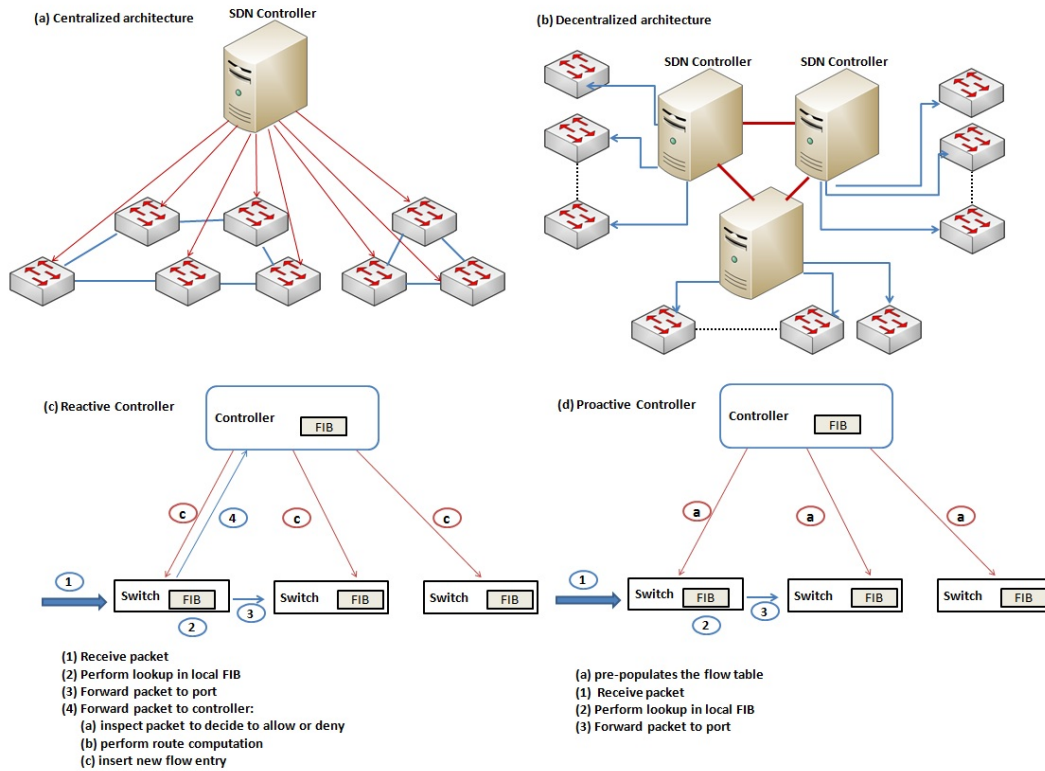 (a) Centralized architecture
SDN Controller
(b) Decentralized architecture
SDN Controller
SDN Controller
(c) Reactive Controller
Controller
FIB
c
4
c
c
1
Switch
FIB
2
3
Switch
FIB
Switch
FIB
(1) Receive packet
(2) Perform lookup in local FIB
(3) Forward packet to port
(4) Forward packet to controller:
(a) inspect packet to decide to allow or deny
(b) perform route computation
(c) insert new flow entry
(d) Proactive Controller
Controller
FIB
a
a
a
1
Switch
FIB
2
3
Switch
FIB
Switch
FIB
(a) pre-populates the flow table
(1) Receive packet
(2) Perform lookup in local FIB
(3) Forward packet to port